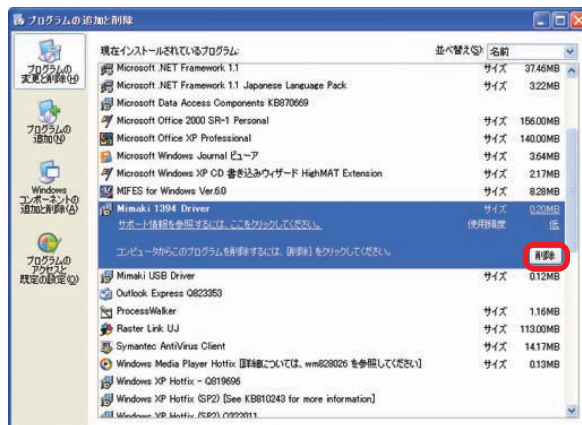 プログラムの追加と削除
プログラムの
変更と削除(H)
プログラムの
追加(N)
Windows
コンポーネントの
追加と削除(A)
プログラムの
アクセスと
既定の設定(O)
現在インストールされているプログラム: 並べ替え(S): 名前
Microsoft .NET Framework 1.1 サイズ 37.46MB
Microsoft .NET Framework 1.1 Japanese Language Pack サイズ 3.22MB
Microsoft Data Access Components KB870669
Microsoft Office 2000 SR-1 Personal サイズ 156.00MB
Microsoft Office XP Professional サイズ 140.00MB
Microsoft Windows Journal ビューア サイズ 3.64MB
Microsoft Windows XP CD 書き込みウィザード HighMAT Extension サイズ 2.17MB
MIFES for Windows Ver.6.0 サイズ 8.28MB
Mimaki 1394 Driver サイズ 0.20MB
サポート情報を参照するには、ここをクリックしてください。 使用頻度 低
コンピュータからこのプログラムを削除するには、[削除] をクリックしてください。 削除
Mimaki USB Driver サイズ 0.12MB
Outlook Express Q823353
ProcessWalker サイズ 1.16MB
Raster Link UJ サイズ 113.00MB
Symantec AntiVirus Client サイズ 14.17MB
Windows Media Player Hotfix [詳細については、wm828026 を参照してください] サイズ 0.13MB
Windows XP Hotfix - Q819696
Windows XP Hotfix (SP2) [See KB810243 for more information]
Windows XP Hotfix (SP2) Q322011